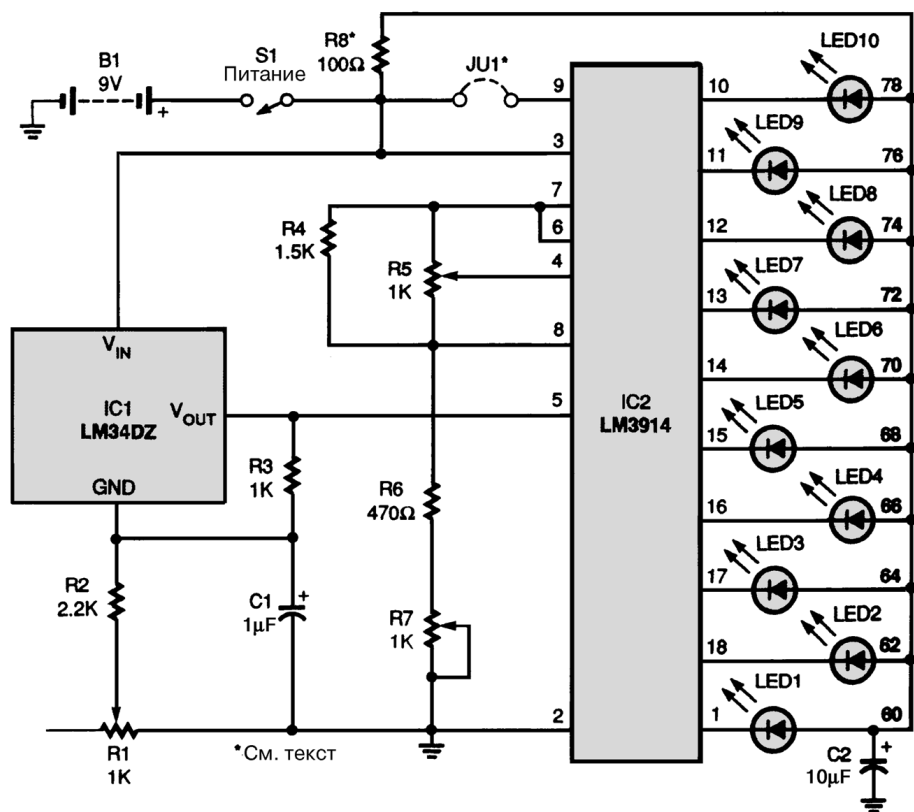 B1
9V
+
S1
Питание
R8*
100Ω
JU1*
9
10
LED10
78
3
11
LED9
76
7
6
R4
1.5K
R5
1K
4
12
LED8
74
13
LED7
72
8
14
LED6
70
V_IN
IC1
LM34DZ
V_OUT
GND
5
IC2
LM3914
15
LED5
68
R3
1K
R6
470Ω
16
LED4
66
R2
2.2K
C1
1µF
+
R7
1K
17
LED3
64
18
LED2
62
2
1
LED1
60
R1
1K
*См. текст
C2
10µF
+